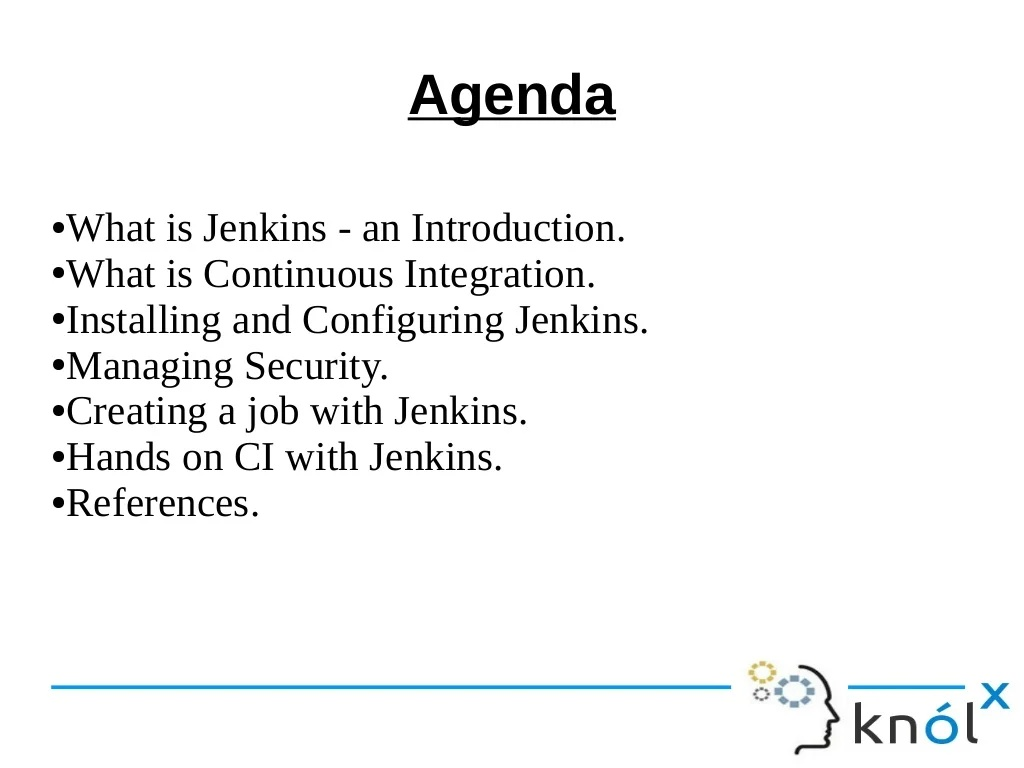 Agenda
•What is Jenkins - an Introduction.
•What is Continuous Integration.
•Installing and Configuring Jenkins.
•Managing Security.
•Creating a job with Jenkins.
•Hands on CI with Jenkins.
•References.
knólx